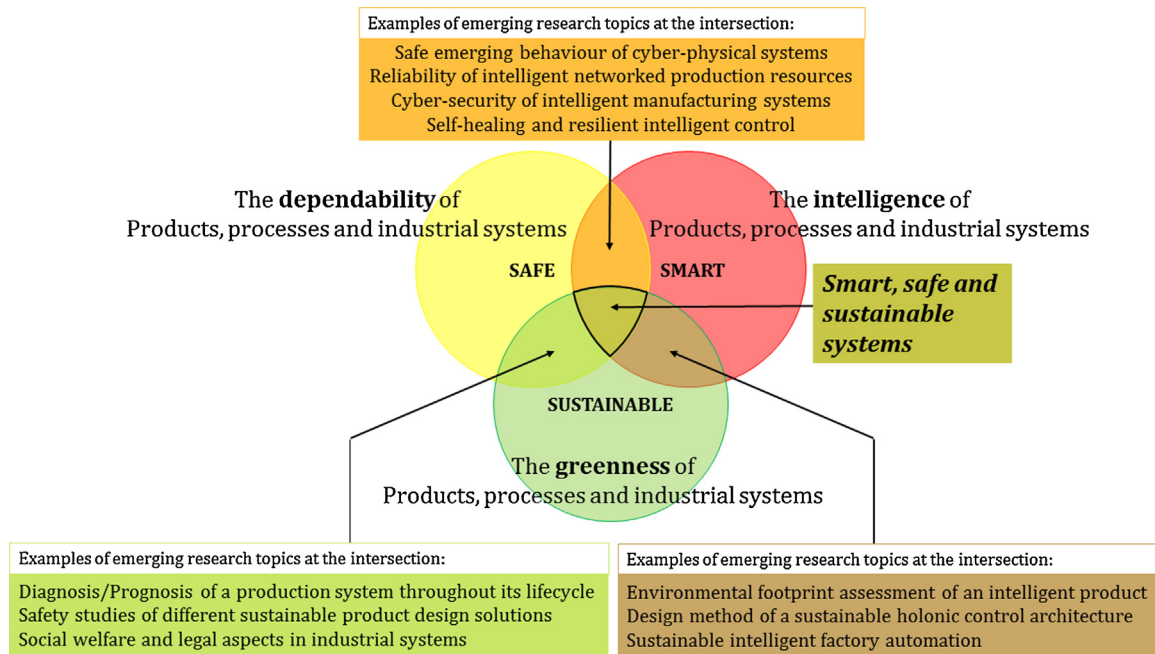 Examples of emerging research topics at the intersection:
Safe emerging behaviour of cyber-physical systems
Reliability of intelligent networked production resources
Cyber-security of intelligent manufacturing systems
Self-healing and resilient intelligent control
The dependability of
Products, processes and industrial systems
SAFE
The intelligence of
Products, processes and industrial systems
SMART
Smart, safe and
sustainable
systems
SUSTAINABLE
The greenness of
Products, processes and industrial systems
Examples of emerging research topics at the intersection:
Diagnosis/Prognosis of a production system throughout its lifecycle
Safety studies of different sustainable product design solutions
Social welfare and legal aspects in industrial systems
Examples of emerging research topics at the intersection:
Environmental footprint assessment of an intelligent product
Design method of a sustainable holonic control architecture
Sustainable intelligent factory automation